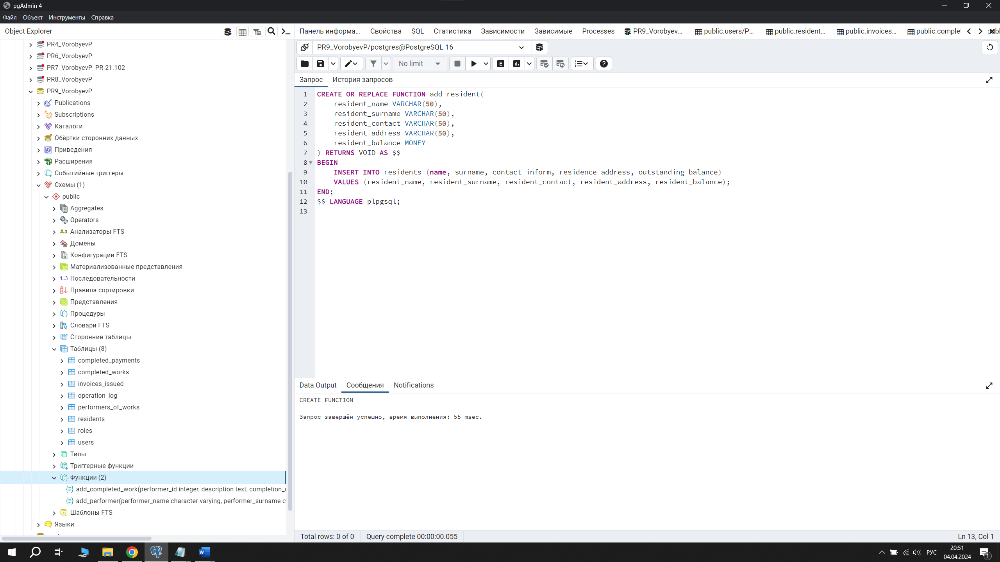 pgAdmin 4
Файл Объект Инструменты Справка
Object Explorer
PR4_VorobyevP
PR6_VorobyevP
PR7_VorobyevP_PR-21.102
PR8_VorobyevP
PR9_VorobyevP
Publications
Subscriptions
Каталоги
Обёртки сторонних данных
Приведения
Расширения
Событийные триггеры
Схемы (1)
public
Aggregates
Operators
Aa Анализаторы FTS
Домены
Конфигурации FTS
Материализованные представления
1..3 Последовательности
Правила сортировки
Представления
Процедуры
Словари FTS
Сторонние таблицы
Таблицы (8)
completed_payments
completed_works
invoices_issued
operation_log
performers_of_works
residents
roles
users
Типы
Триггерные функции
Функции (2)
add_completed_work(performer_id integer, description text, completion_
add_performer(performer_name character varying, performer_surname c
Шаблоны FTS
Языки
Панель информа... Свойства SQL Статистика Зависимости Зависимые Processes PR9_Vorobyev... public.users/P... public.resident... public.invoices... public.comple
PR9_VorobyevP/postgres@PostgreSQL 16
No limit
Запрос История запросов
1 CREATE OR REPLACE FUNCTION add_resident(
2 resident_name VARCHAR(50),
3 resident_surname VARCHAR(50),
4 resident_contact VARCHAR(50),
5 resident_address VARCHAR(50),
6 resident_balance MONEY
7 ) RETURNS VOID AS $$
8 BEGIN
9 INSERT INTO residents (name, surname, contact_inform, residence_address, outstanding_balance)
10 VALUES (resident_name, resident_surname, resident_contact, resident_address, resident_balance);
11 END;
12 $$ LANGUAGE plpgsql;
13
Data Output Сообщения Notifications
CREATE FUNCTION
Запрос завершён успешно, время выполнения: 55 msec.
Total rows: 0 of 0 Query complete 00:00:00.055 Ln 13, Col 1
РУС 20:51
04.04.2024 1